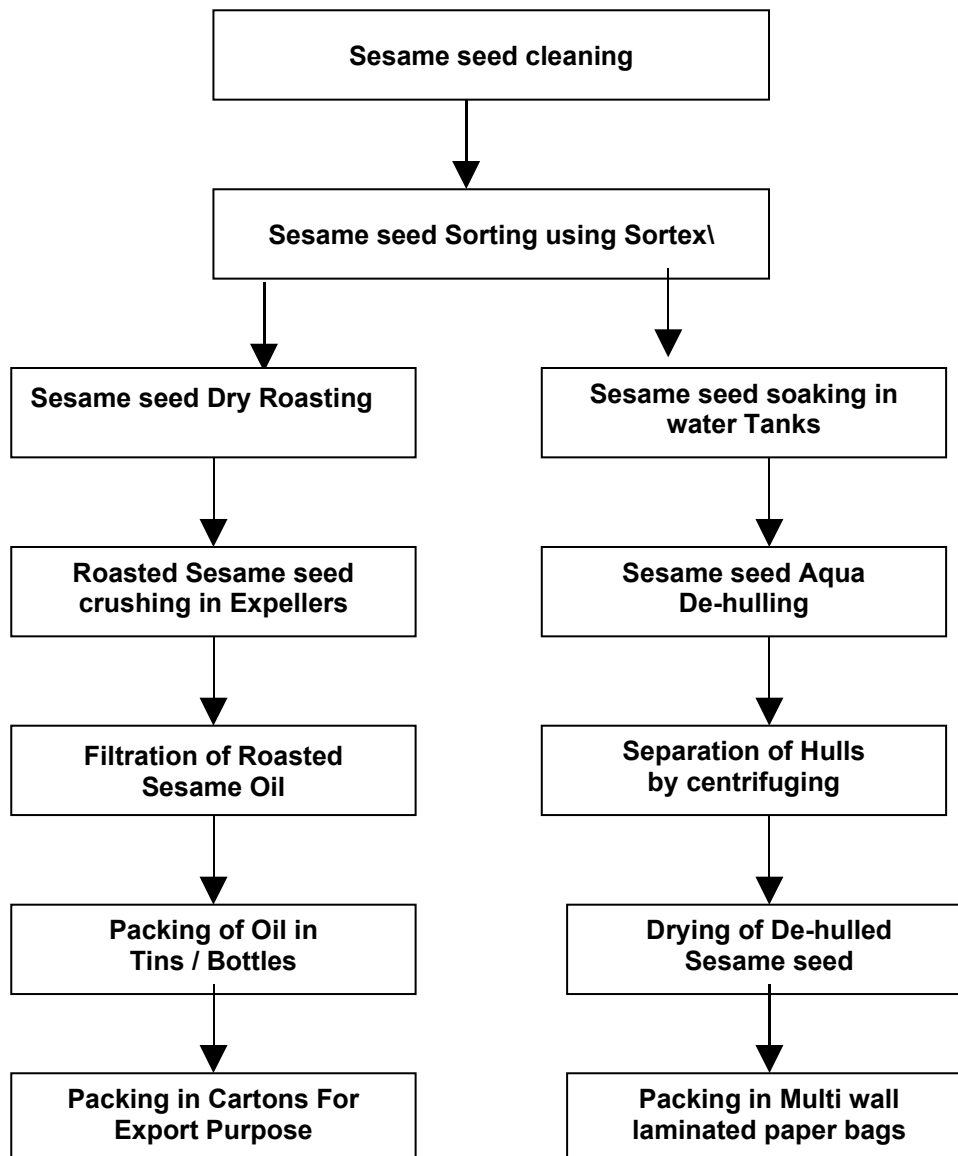 Sesame seed cleaning
Sesame seed Sorting using Sortex\
Sesame seed Dry Roasting
Sesame seed soaking in
water Tanks
Roasted Sesame seed
crushing in Expellers
Sesame seed Aqua
De-hulling
Filtration of Roasted
Sesame Oil
Separation of Hulls
by centrifuging
Packing of Oil in
Tins / Bottles
Drying of De-hulled
Sesame seed
Packing in Cartons For
Export Purpose
Packing in Multi wall
laminated paper bags